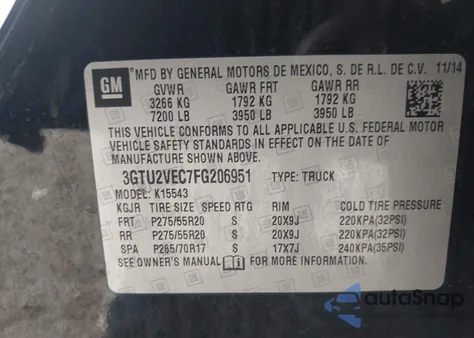 GM
MFD BY GENERAL MOTORS DE MEXICO, S. DE R.L. DE C.V. 11/14
GVWR GAWR FRT GAWR RR
3266 KG 1792 KG 1792 KG
7200 LB 3950 LB 3950 LB
THIS VEHICLE CONFORMS TO ALL APPLICABLE U.S. FEDERAL MOTOR
VEHICLE SAFETY, BUMPER, AND THEFT PREVENTION STANDARDS IN
EFFECT ON THE DATE OF MANUFACTURE SHOWN ABOVE.
3GTU2VEC7FG206951 TYPE: TRUCK
MODEL: K15543
KGJR TIRE SIZE SPEED RTG RIM COLD TIRE PRESSURE
FRT P275/55R20 S 20X9J 220KPA(32PSI)
RR P275/55R20 S 20X9J 220KPA(32PSI)
SPA P265/70R17 S 17X7J 240KPA(35PSI)
SEE OWNER'S MANUAL FOR MORE INFORMATION.
autoSnap